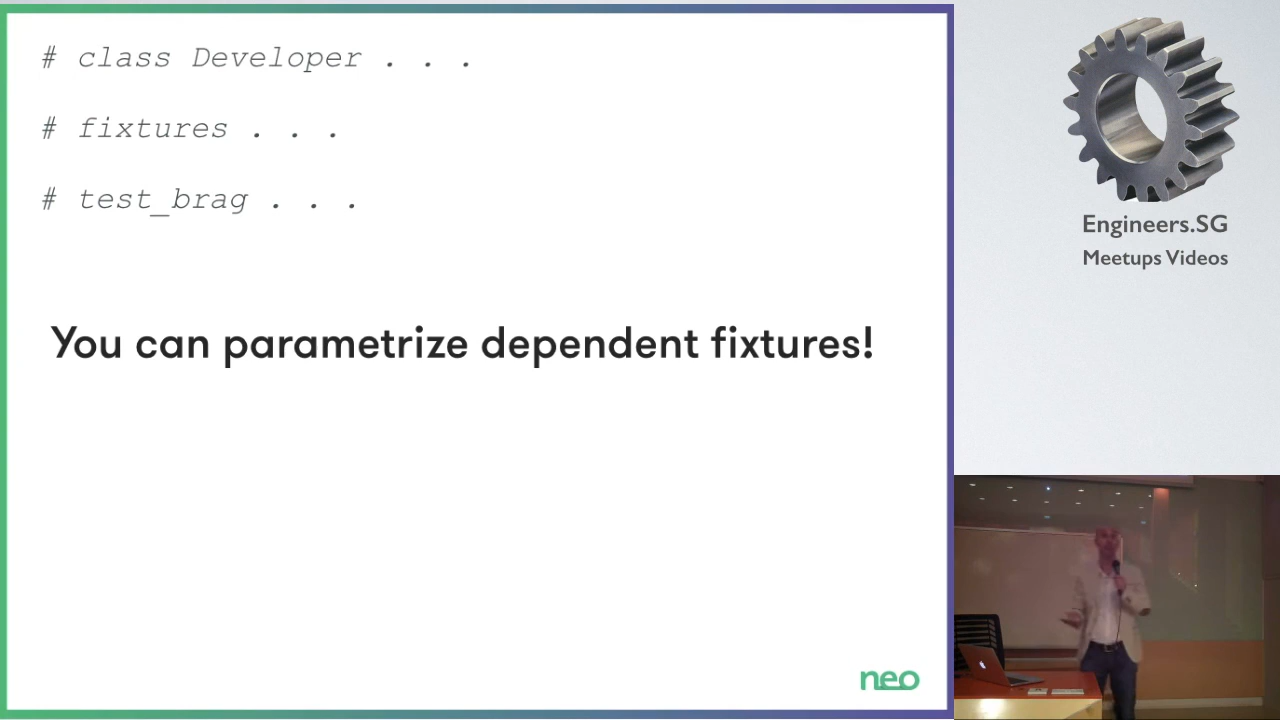 # class Developer . . .
# fixtures . . .
# test_brag . . .
You can parametrize dependent fixtures!
neo
Engineers.SG
Meetups Videos